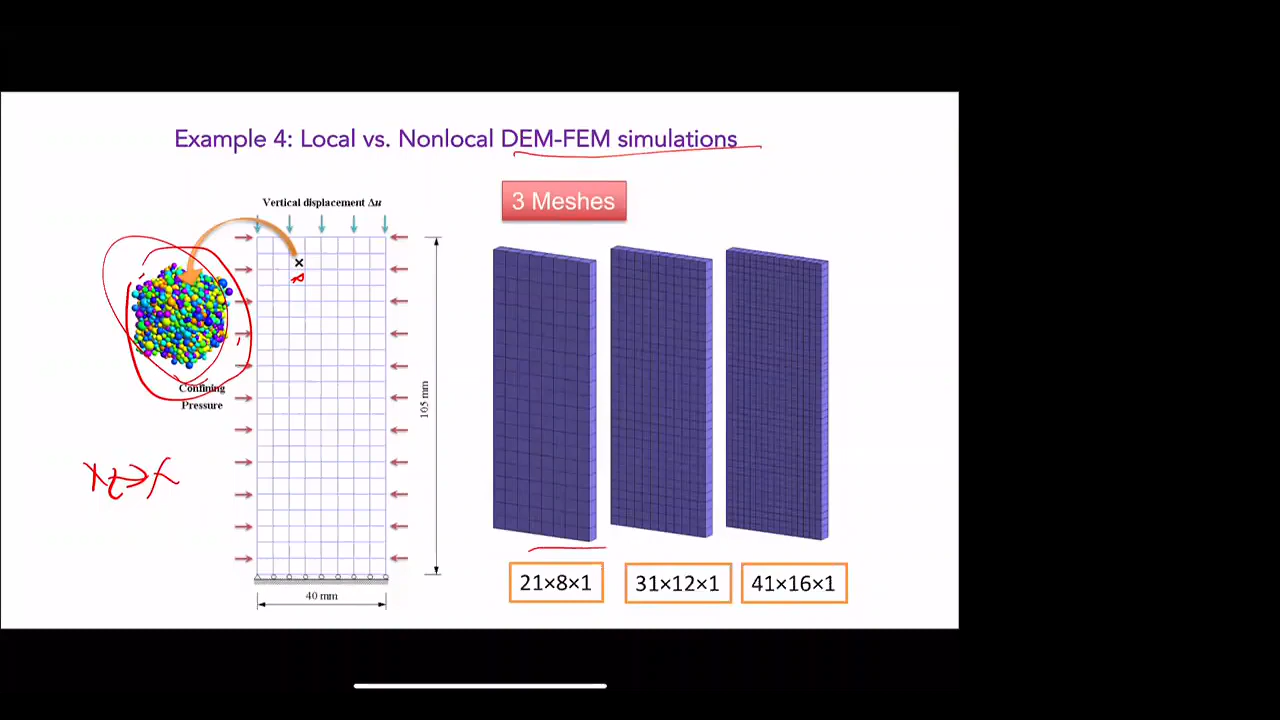 Example 4: Local vs. Nonlocal DEM-FEM simulations
Vertical displacement Δu
3 Meshes
Confining
Pressure
105 mm
40 mm
21×8×1
31×12×1
41×16×1